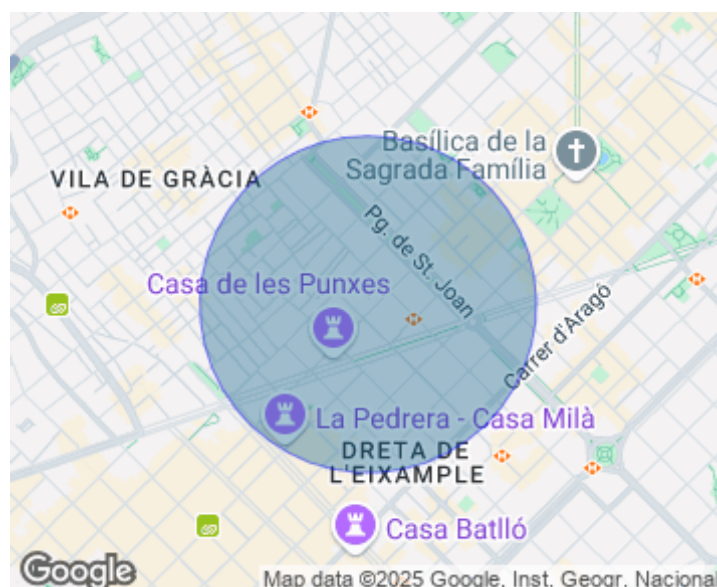 Basílica de la
Sagrada Família
VILA DE GRÀCIA
Pg. de St. Joan
Casa de les Punxes
Carrer d'Aragó
La Pedrera - Casa Milà
DRETA DE
L'EIXAMPLE
Casa Batlló
Google
Map data ©2025 Google, Inst. Geogr. Nacional